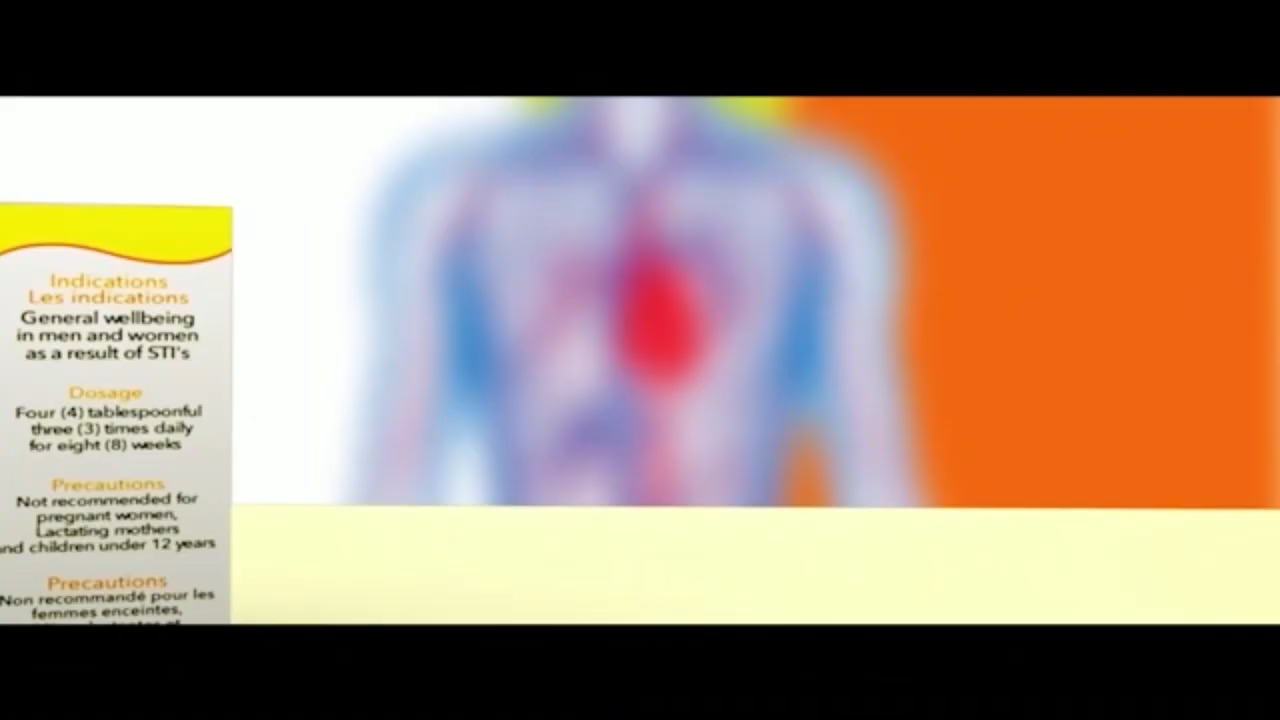 Indications
Les indications
General wellbeing
in men and women
as a result of STI's
Dosage
Four (4) tablespoonful
three (3) times daily
for eight (8) weeks
Precautions
Not recommended for
pregnant women,
Lactating mothers
children under 12 years
Precautions
Non recommandé pour les
femmes enceintes,